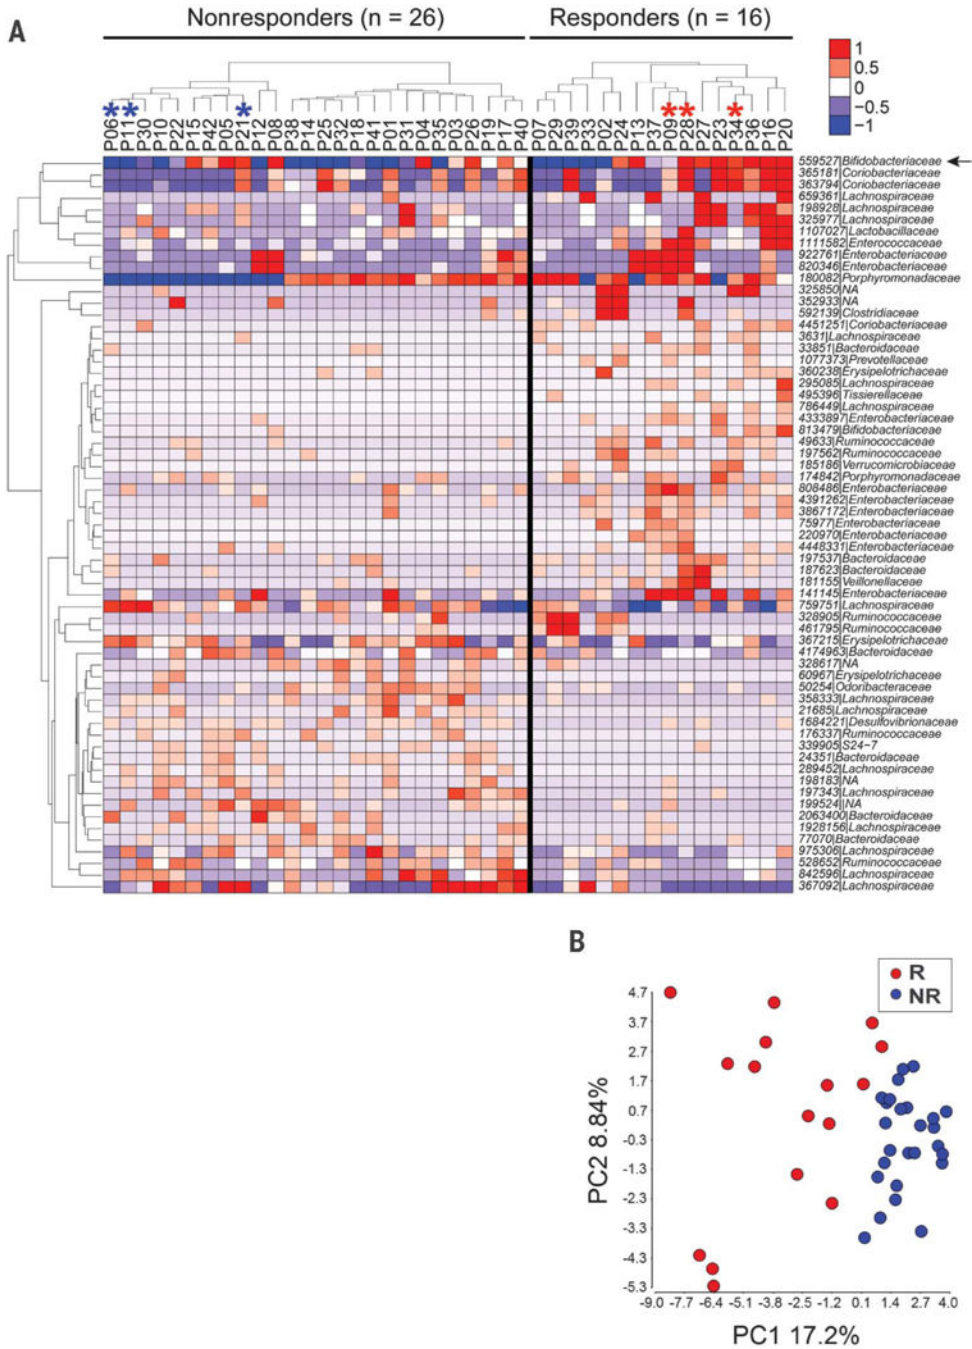 A
Nonresponders (n = 26)
Responders (n = 16)
1
0.5
0
−0.5
−1
* * * * * *
P06 P11 P30 P10 P22 P15 P42 P05 P21 P12 P08 P38 P14 P25 P32 P18 P41 P01 P31 P04 P35 P03 P26 P19 P17 P40 P07 P29 P39 P33 P02 P24 P13 P37 P09 P28 P27 P23 P34 P36 P16 P20
559527|Bifidobacteriaceae
365181|Coriobacteriaceae
363794|Coriobacteriaceae
659361|Lachnospiraceae
198928|Lachnospiraceae
325977|Lachnospiraceae
1107027|Lactobacillaceae
1111582|Enterococcaceae
922761|Enterobacteriaceae
820346|Enterobacteriaceae
180082|Porphyromonadaceae
325850|NA
352933|NA
592139|Clostridiaceae
4451251|Coriobacteriaceae
3631|Lachnospiraceae
33851|Bacteroidaceae
1077373|Prevotellaceae
360238|Erysipelotrichaceae
295085|Lachnospiraceae
495396|Tissierellaceae
786449|Lachnospiraceae
4333897|Enterobacteriaceae
813479|Bifidobacteriaceae
49633|Ruminococcaceae
197562|Ruminococcaceae
185186|Verrucomicrobiaceae
174842|Porphyromonadaceae
808486|Enterobacteriaceae
4391262|Enterobacteriaceae
3867172|Enterobacteriaceae
75977|Enterobacteriaceae
220970|Enterobacteriaceae
4448331|Enterobacteriaceae
197537|Bacteroidaceae
187623|Bacteroidaceae
181155|Veillonellaceae
141145|Enterobacteriaceae
759751|Lachnospiraceae
328905|Ruminococcaceae
461795|Ruminococcaceae
367215|Erysipelotrichaceae
4174963|Bacteroidaceae
328617|NA
60967|Erysipelotrichaceae
50254|Odoribacteraceae
358333|Lachnospiraceae
21685|Lachnospiraceae
1684221|Desulfovibrionaceae
176337|Ruminococcaceae
339905|S24−7
24351|Bacteroidaceae
289452|Lachnospiraceae
198183|NA
197343|Lachnospiraceae
199524||NA
2063400|Bacteroidaceae
1928156|Lachnospiraceae
77070|Bacteroidaceae
975306|Lachnospiraceae
528652|Ruminococcaceae
842596|Lachnospiraceae
367092|Lachnospiraceae
B
R
NR
4.7
3.7
2.7
1.7
0.7
-0.3
-1.3
-2.3
-3.3
-4.3
-5.3
PC2 8.84%
-9.0 -7.7 -6.4 -5.1 -3.8 -2.5 -1.2 0.1 1.4 2.7 4.0
PC1 17.2%